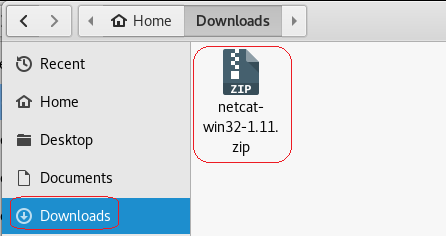 Home Downloads
Recent
Home
Desktop
Documents
Downloads
ZIP
netcat-
win32-1.11.
zip